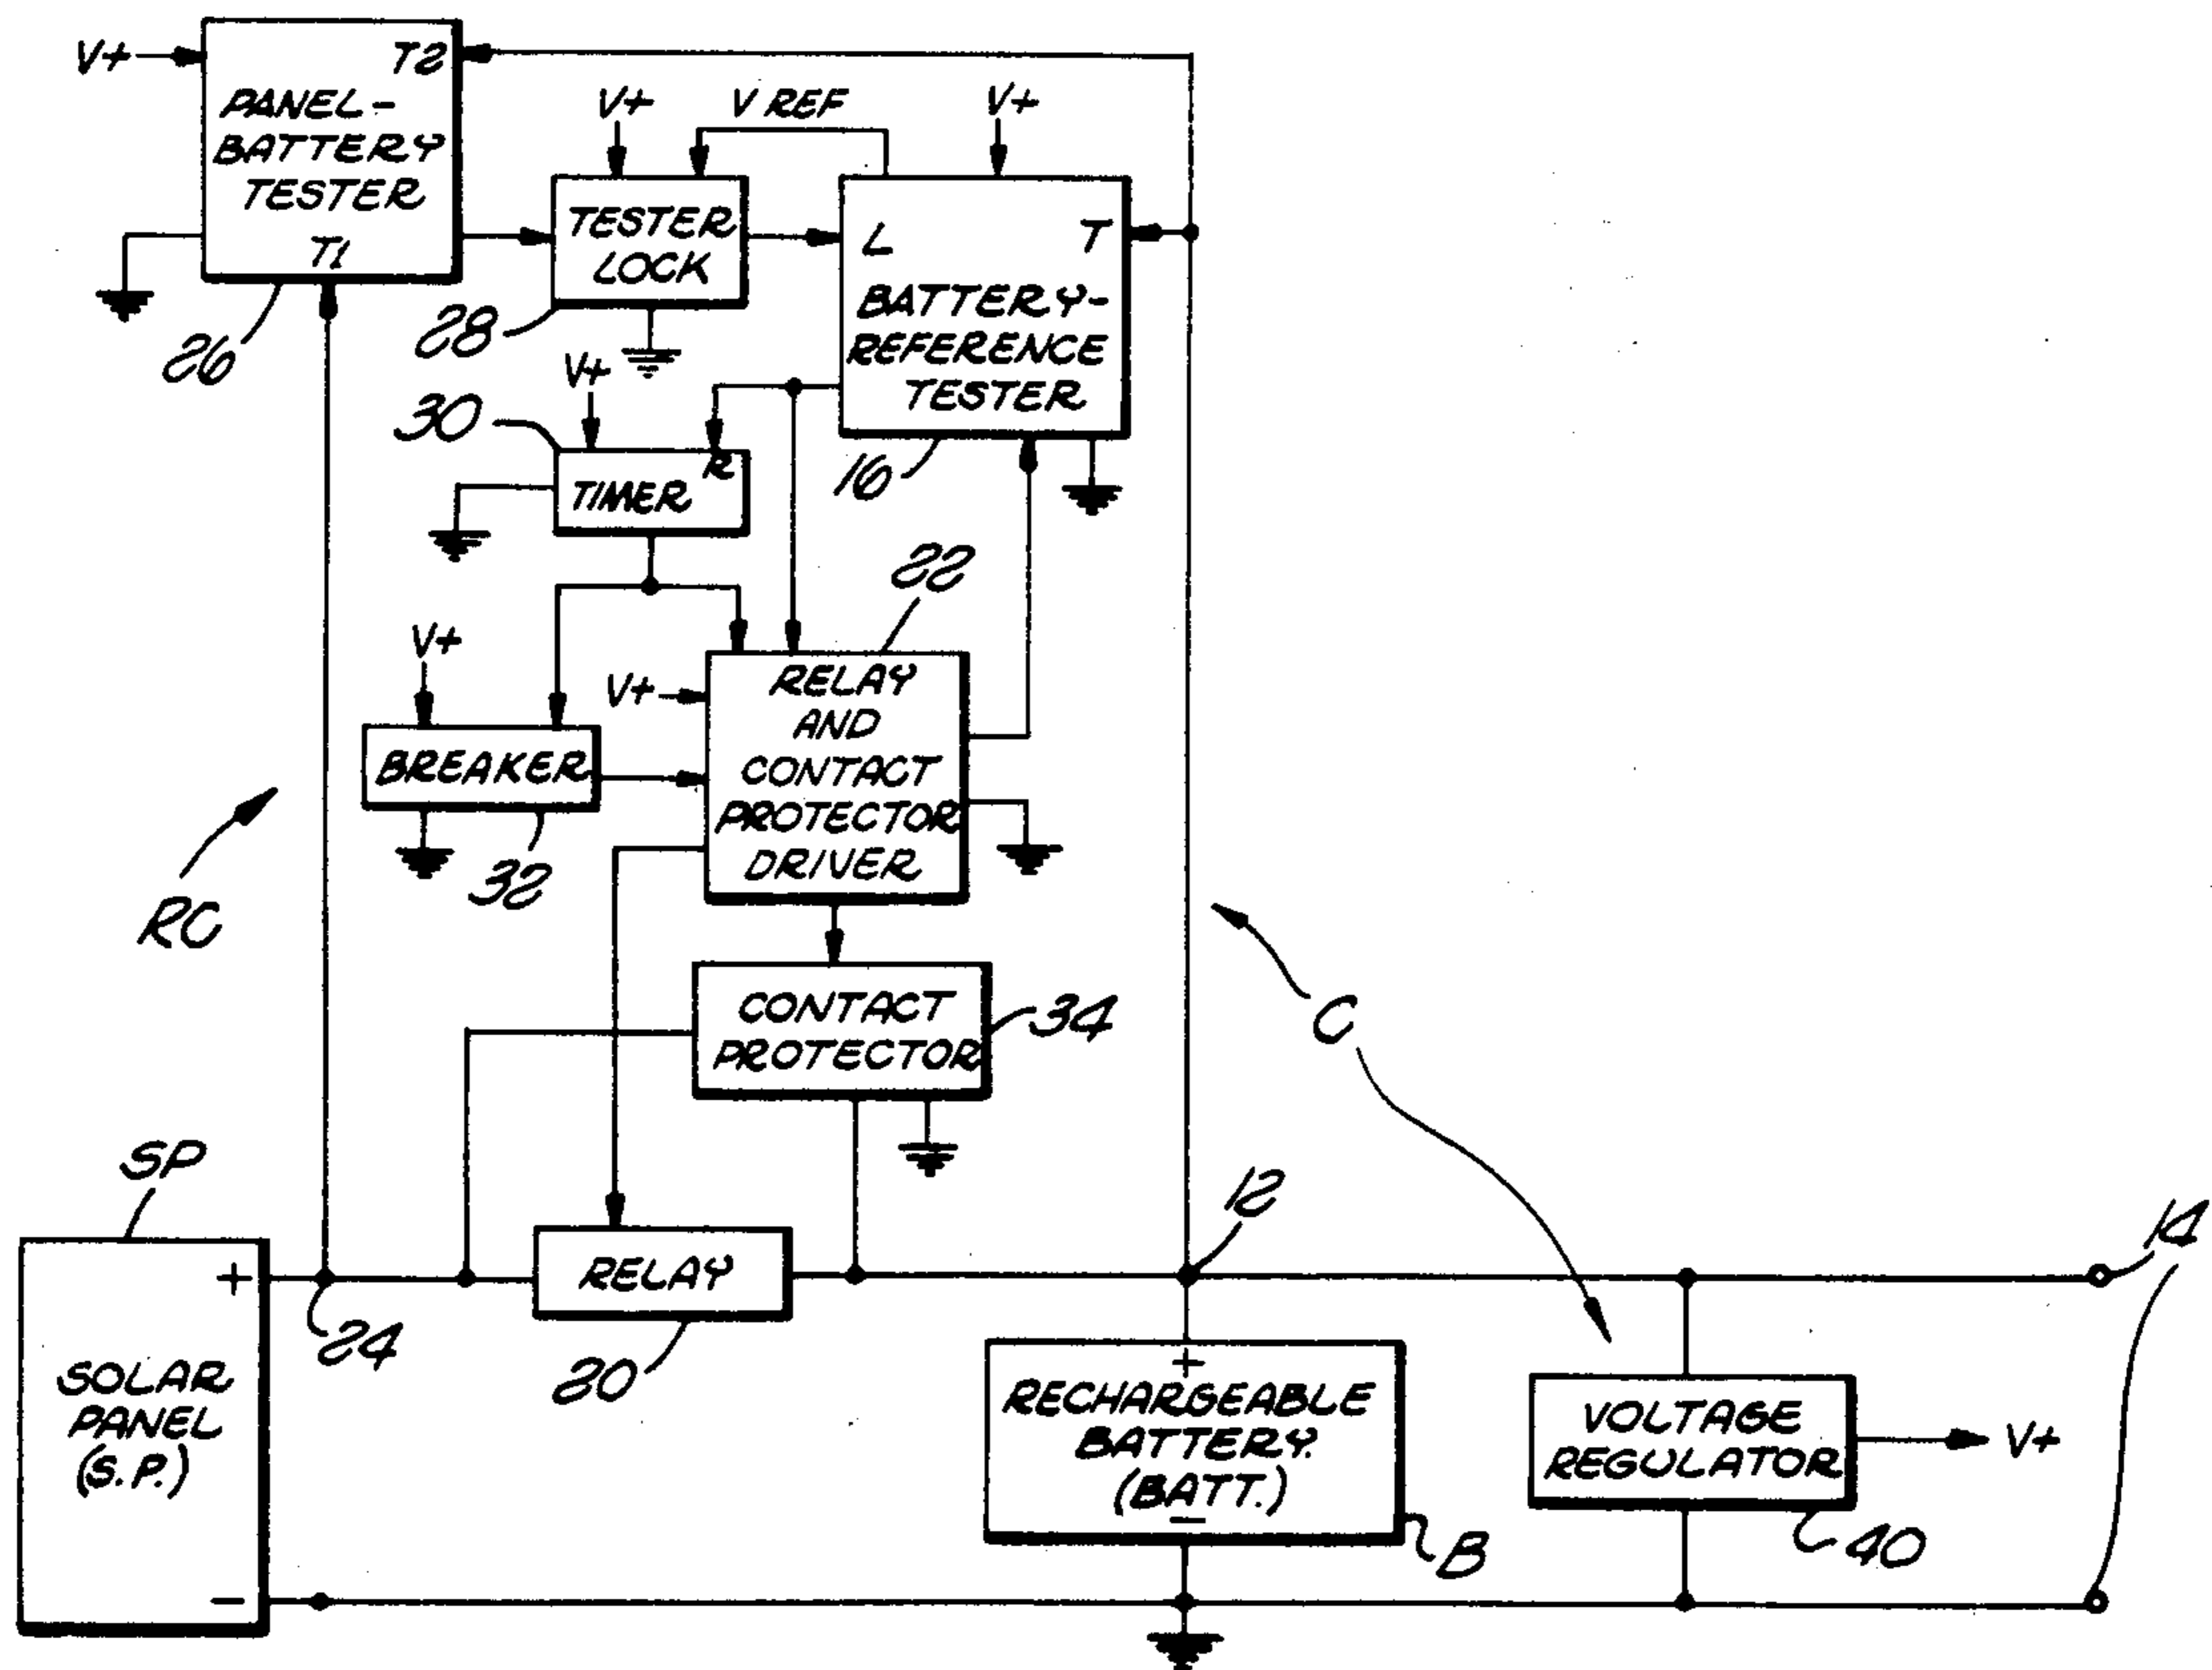 V+
T2
PANEL-
BATTERY
TESTER
T1
26
V+
V REF
TESTER
LOCK
28
V+
L
T
BATTERY-
REFERENCE
TESTER
16
V+
30
R
TIMER
22
V+
BREAKER
32
V+
RELAY
AND
CONTACT
PROTECTOR
DRIVER
RC
CONTACT
PROTECTOR
34
C
SP
+
SOLAR
PANEL
(S.P.)
-
24
RELAY
20
12
+
RECHARGEABLE
BATTERY.
(BATT.)
-
B
VOLTAGE
REGULATOR
V+
40
14